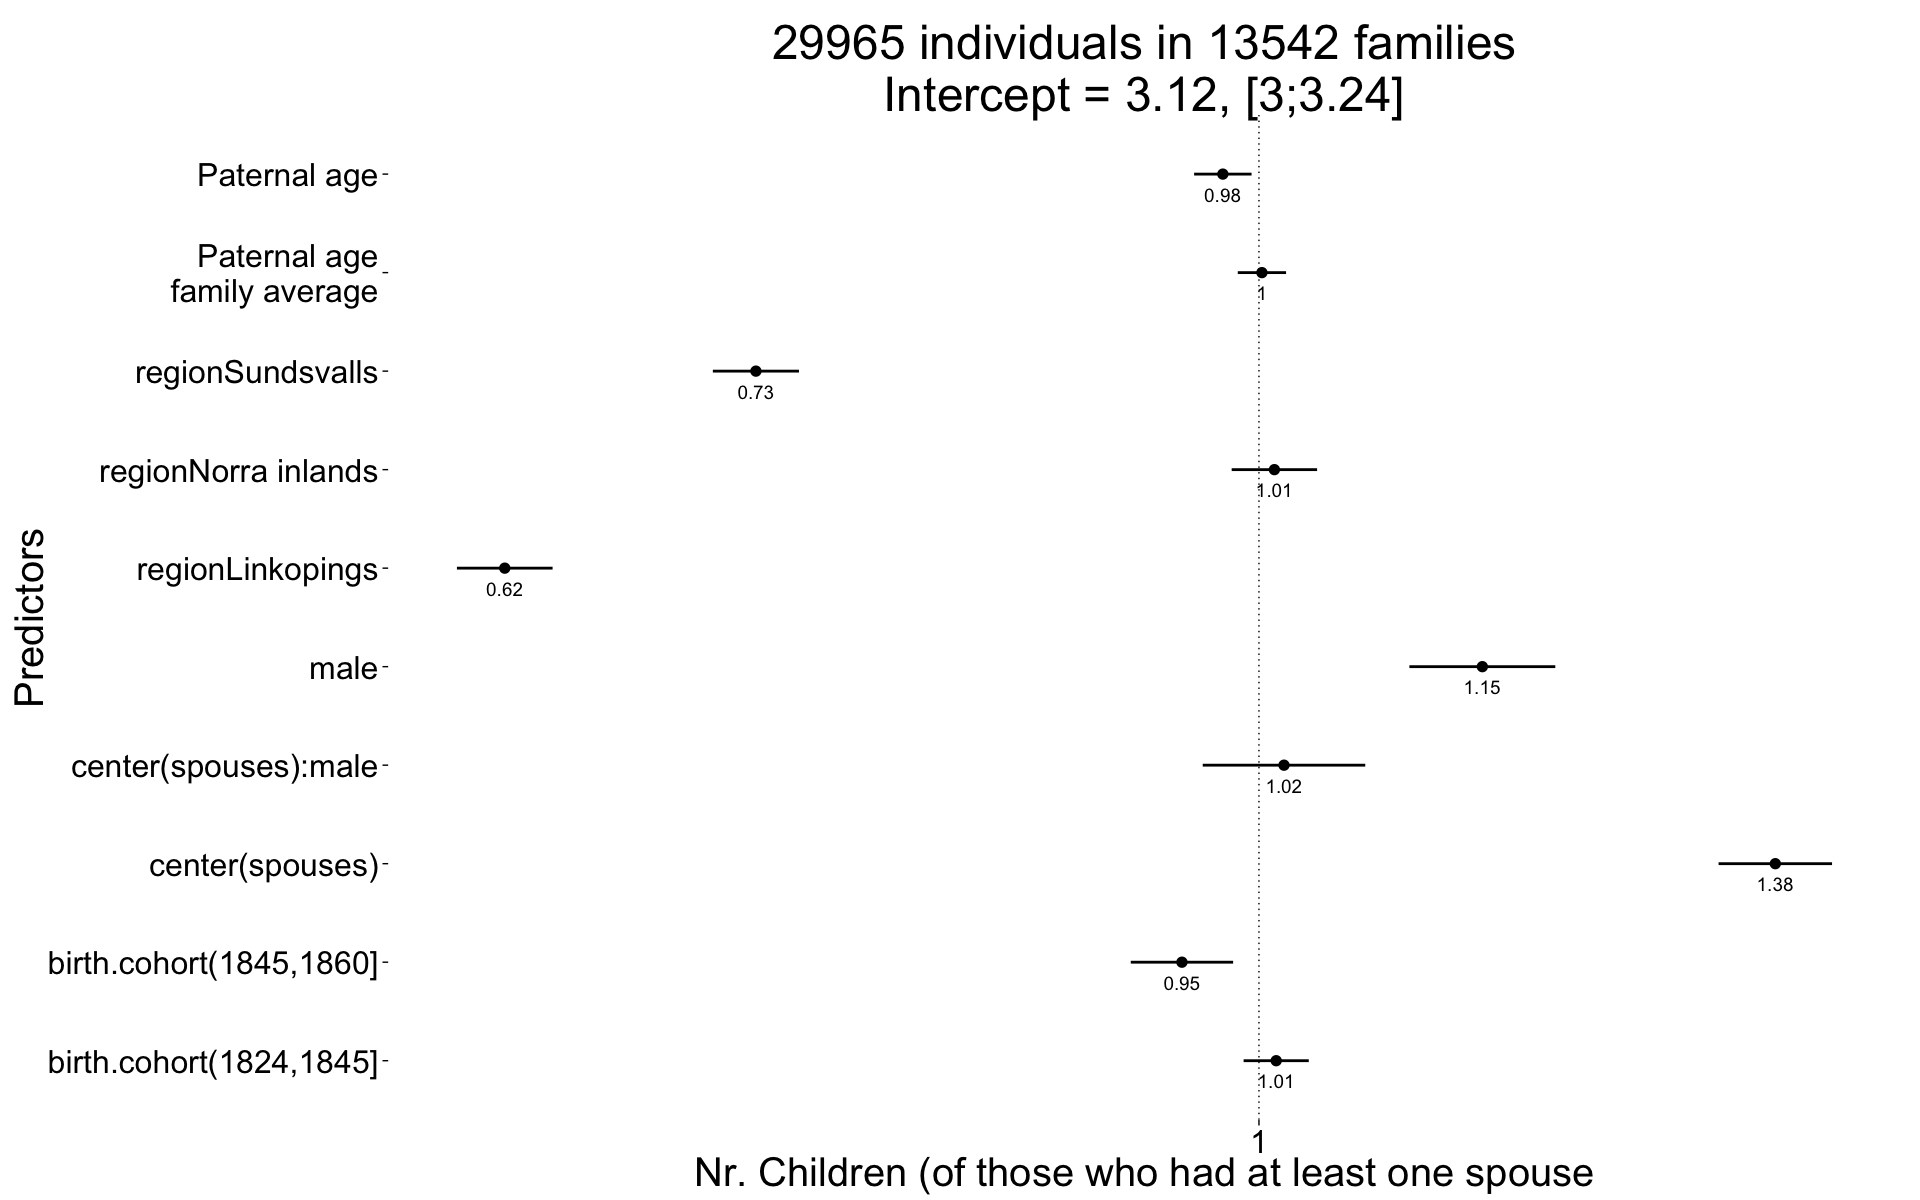 29965 individuals in 13542 families
Intercept = 3.12, [3;3.24]
Predictors
Paternal age
0.98
Paternal age
family average
1
regionSundsvalls
0.73
regionNorra inlands
1.01
regionLinkopings
0.62
male
1.15
center(spouses):male
1.02
center(spouses)
1.38
birth.cohort(1845,1860]
0.95
birth.cohort(1824,1845]
1.01
1
Nr. Children (of those who had at least one spouse